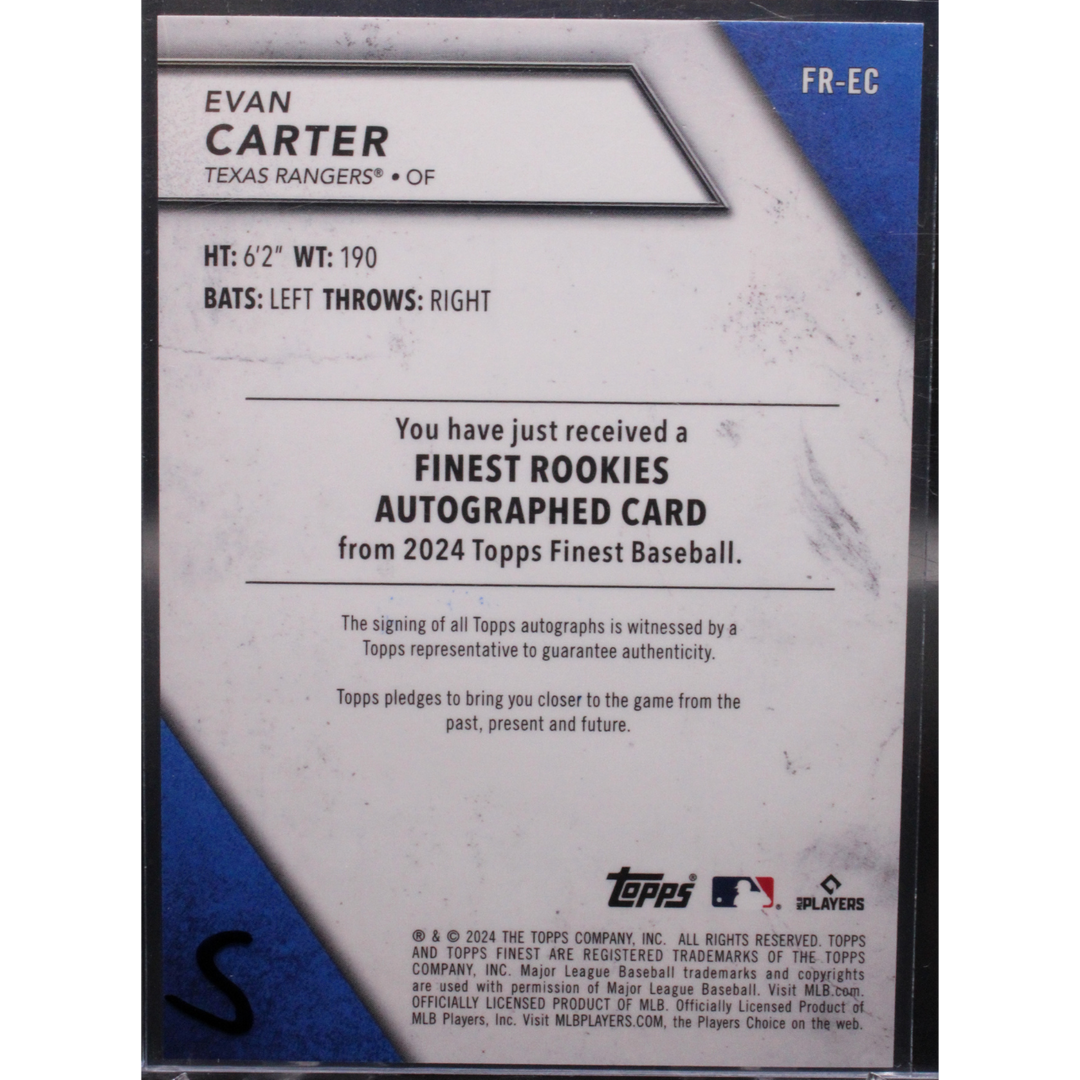 FR-EC
EVAN
CARTER
TEXAS RANGERS® • OF
HT: 6'2" WT: 190
BATS: LEFT THROWS: RIGHT
You have just received a
FINEST ROOKIES
AUTOGRAPHED CARD
from 2024 Topps Finest Baseball.
The signing of all Topps autographs is witnessed by a
Topps representative to guarantee authenticity.
Topps pledges to bring you closer to the game from the
past, present and future.
topps® ® MLB PLAYERS
® & © 2024 THE TOPPS COMPANY, INC. ALL RIGHTS RESERVED. TOPPS
AND TOPPS FINEST ARE REGISTERED TRADEMARKS OF THE TOPPS
COMPANY, INC. Major League Baseball trademarks and copyrights
are used with permission of Major League Baseball. Visit MLB.com.
OFFICIALLY LICENSED PRODUCT OF MLB. Officially Licensed Product of
MLB Players, Inc. Visit MLBPLAYERS.COM, the Players Choice on the web.
S